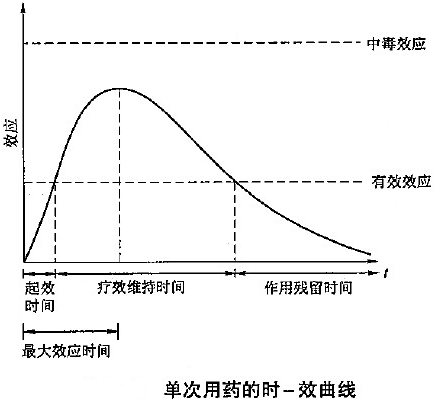 中毒效应
效应
有效效应
t
起效
时间
疗效维持时间
作用残留时间
最大效应时间
单次用药的时-效曲线